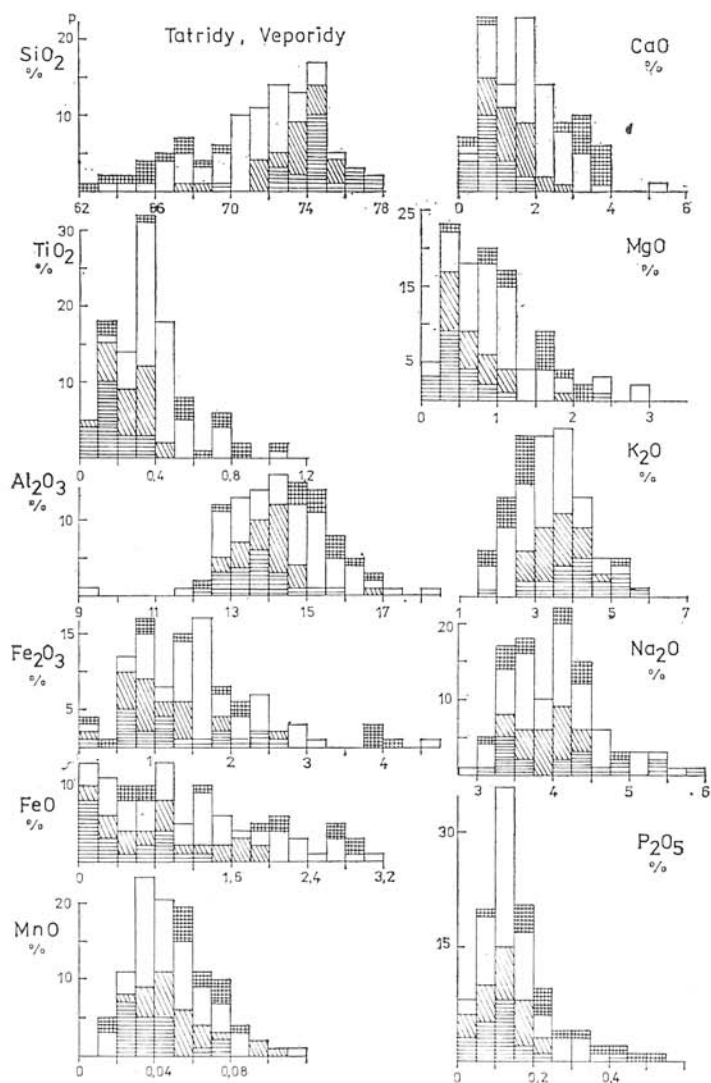 Tatridy, Veporidy
p
SiO2
%
20
10
62 66 70 74 78
CaO
%
0 2 4 6
TiO2
%
30
20
10
0 0,4 0,8 1,2
MgO
%
25
15
5
0 1 2 3
Al2O3
%
10
9 11 13 15 17
K2O
%
1 3 5 7
Fe2O3
%
15
5
1 2 3 4
Na2O
%
20
10
3 4 5 6
FeO
%
10
0 1,6 2,4 3,2
P2O5
%
30
15
0 0,2 0,4
MnO
%
20
10
0 0,04 0,08